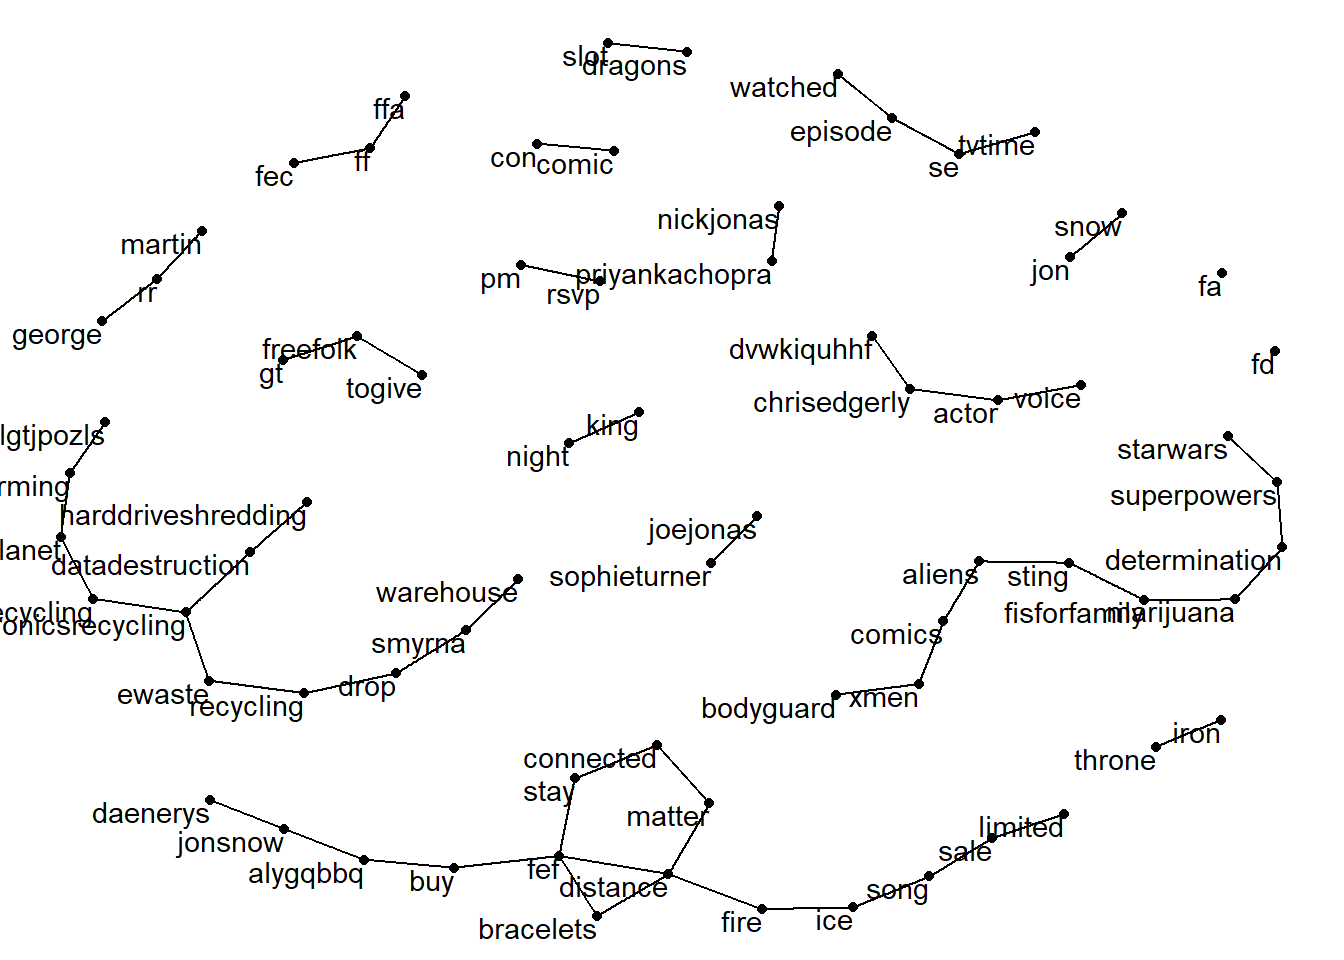 slot
dragons
watched
ffa
episode
tvtime
con
comic
ff
se
fec
nickjonas
snow
martin
jon
priyankachopra
pm
rsvp
fa
rr
george
freefolk
dvwkiquhhf
fd
gt
togive
chrisedgerly
voice
actor
king
lgtjpozls
night
starwars
rming
superpowers
harddriveshredding
joejonas
lanet
datadestruction
determination
aliens
sting
sophieturner
warehouse
ecycling
fisforfamily
marijuana
onicsrecycling
comics
smyrna
drop
ewaste
xmen
recycling
bodyguard
iron
connected
throne
stay
daenerys
matter
limited
jonsnow
sale
fef
alygqbbq
buy
distance
song
fire
ice
bracelets